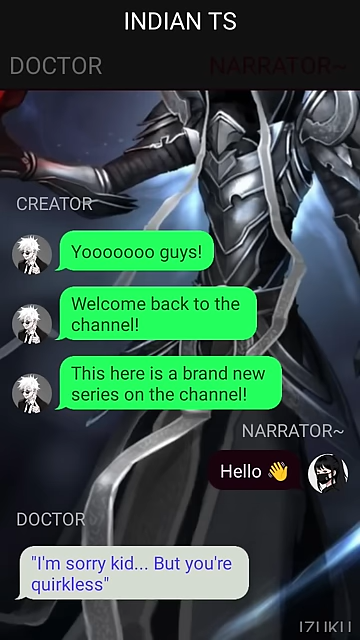 INDIAN TS
DOCTOR
NARRATOR~
CREATOR
Yooooooo guys!
Welcome back to the
channel!
This here is a brand new
series on the channel!
NARRATOR~
Hello 👋
DOCTOR
"I'm sorry kid... But you're
quirkless"
IZUKU